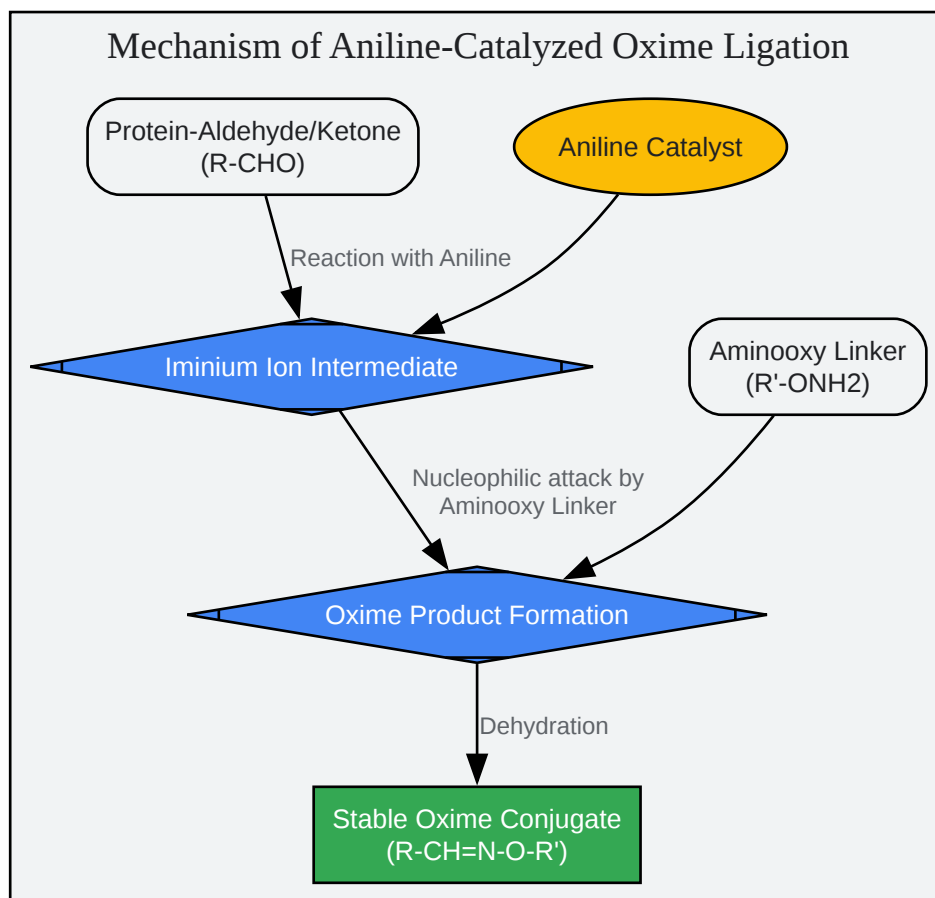 Mechanism of Aniline-Catalyzed Oxime Ligation
Protein-Aldehyde/Ketone
(R-CHO)
Aniline Catalyst
Reaction with Aniline
Iminium Ion Intermediate
Aminooxy Linker
(R'-ONH2)
Nucleophilic attack by
Aminooxy Linker
Oxime Product Formation
Dehydration
Stable Oxime Conjugate
(R-CH=N-O-R')